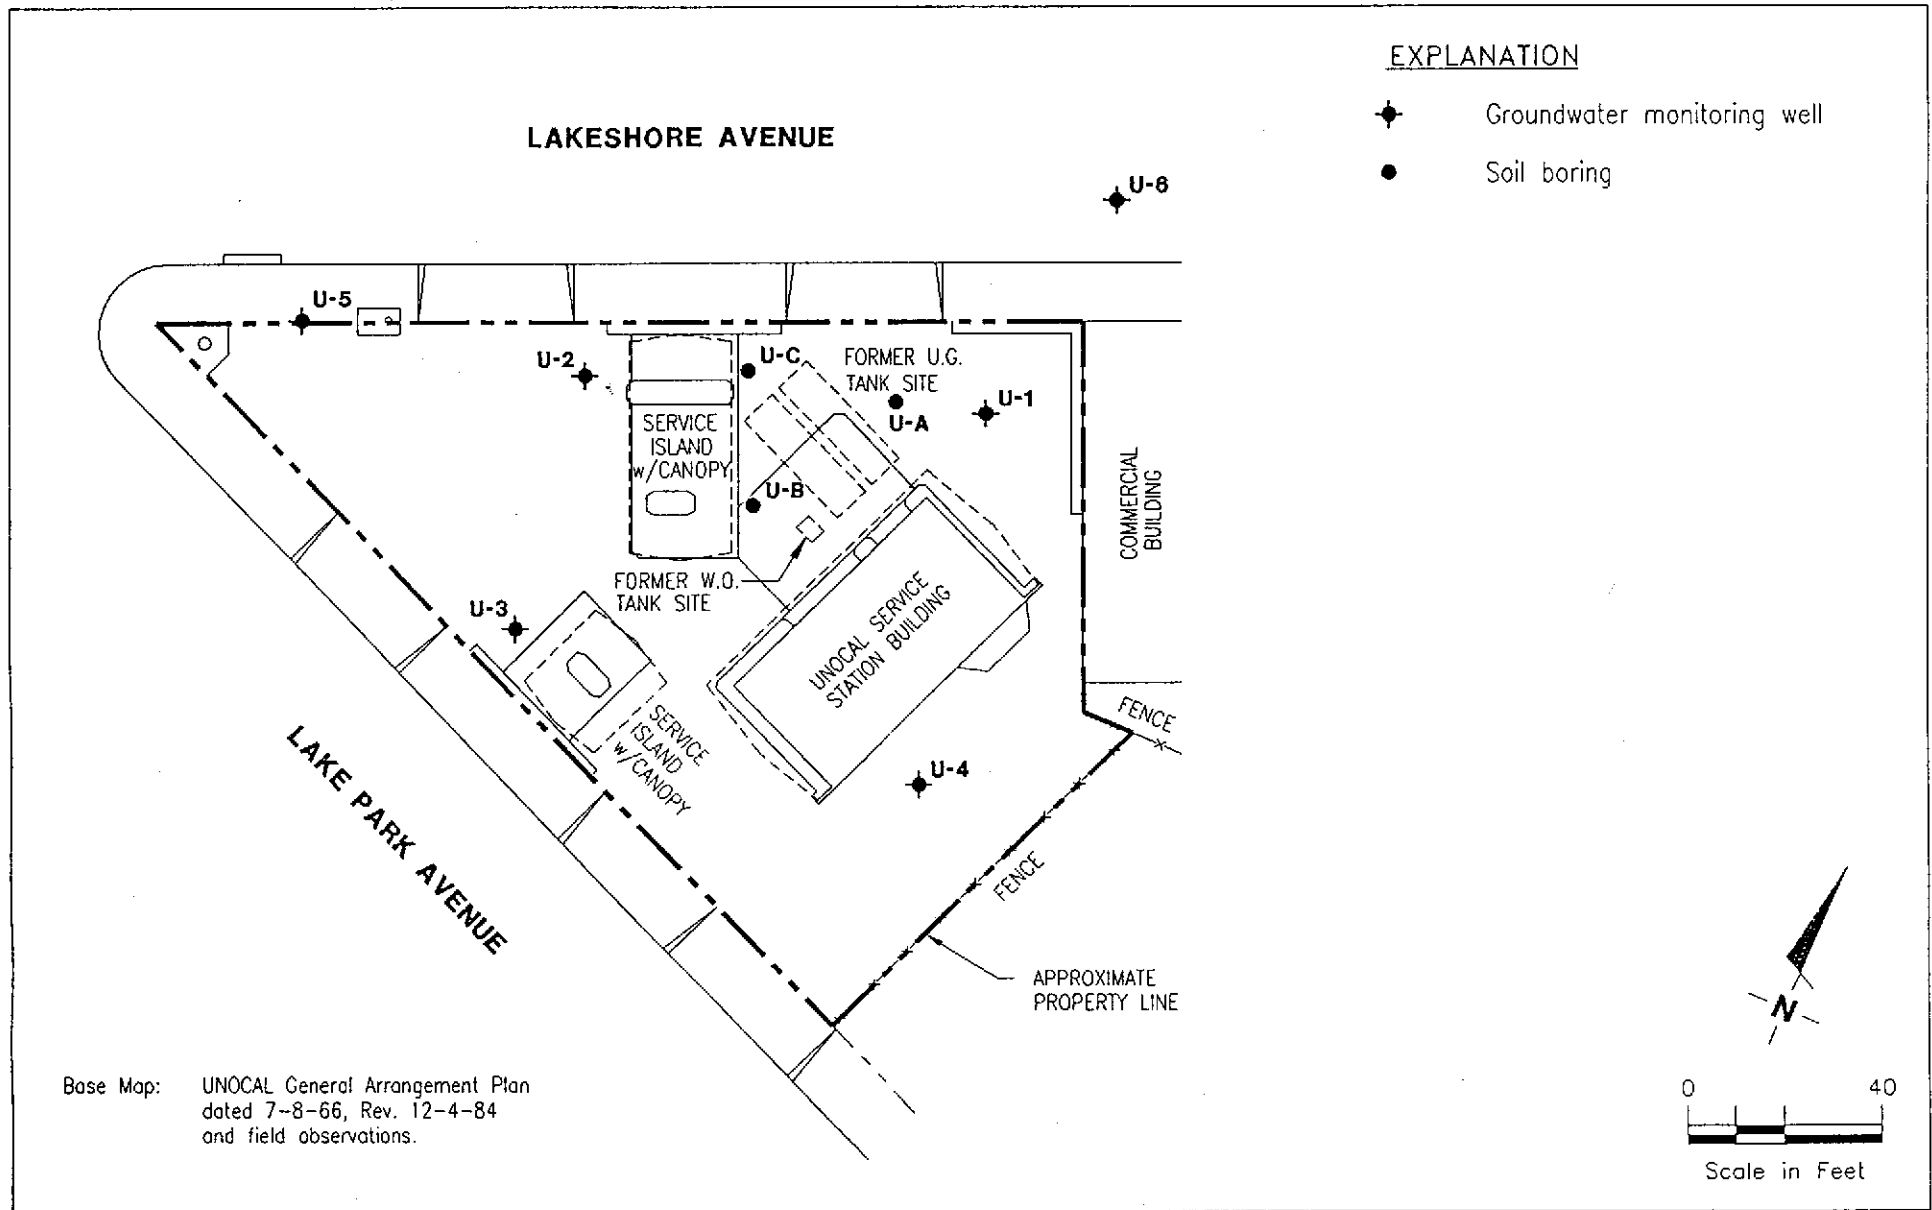 EXPLANATION
Groundwater monitoring well
Soil boring
LAKESHORE AVENUE
U-6
U-5
U-2
U-C
FORMER U.G.
TANK SITE
U-A
U-1
SERVICE
ISLAND
w/CANOPY
U-B
COMMERCIAL
BUILDING
FORMER W.O.
TANK SITE
U-3
UNOCAL SERVICE
STATION BUILDING
SERVICE
ISLAND
w/CANOPY
FENCE
U-4
LAKE PARK AVENUE
FENCE
APPROXIMATE
PROPERTY LINE
N
Base Map: UNOCAL General Arrangement Plan
dated 7-8-66, Rev. 12-4-84
and field observations.
0 40
Scale in Feet